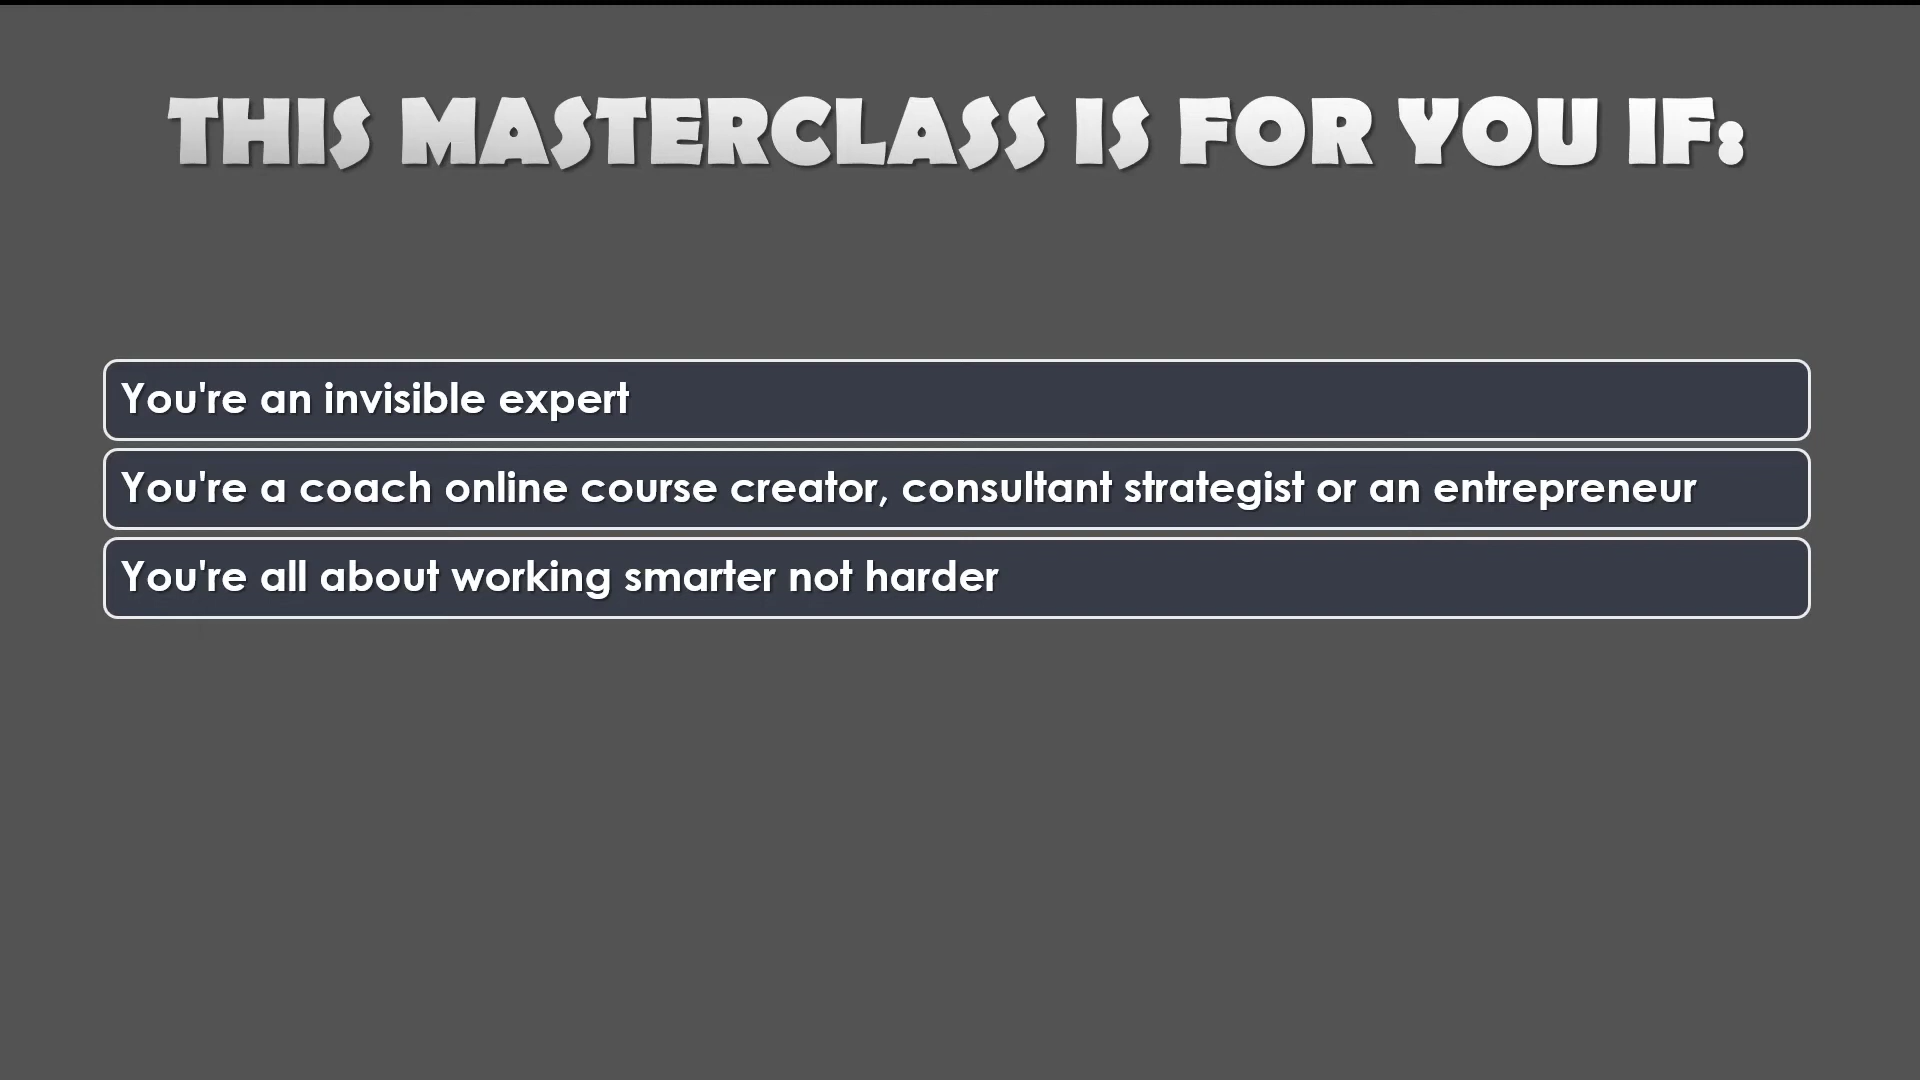 THIS MASTERCLASS IS FOR YOU IF:
You're an invisible expert
You're a coach online course creator, consultant strategist or an entrepreneur
You're all about working smarter not harder